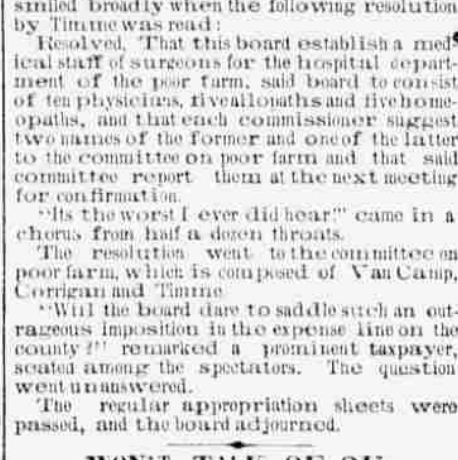 smiled broadly when the following resolution
by Timme was read:
Resolved, That this board establish a med-
ical staff of surgeons for the hospital depart-
ment of the poor farm, said board to consist
of ten physicians, five allopaths and five home-
opaths, and that each commissioner suggest
two names of the former and one of the latter
to the committee on poor farm and that said
committee report them at the next meeting
for confirmation.
"Its the worst I ever did hear!" came in a
chorus from half a dozen throats.
The resolution went to the committee on
poor farm, which is composed of Van Camp,
Corrigan and Timme.
"Will the board dare to saddle such an out-
rageous imposition in the expense line on the
county?" remarked a prominent taxpayer,
seated among the spectators. The question
went unanswered.
The regular appropriation sheets were
passed, and the board adjourned.